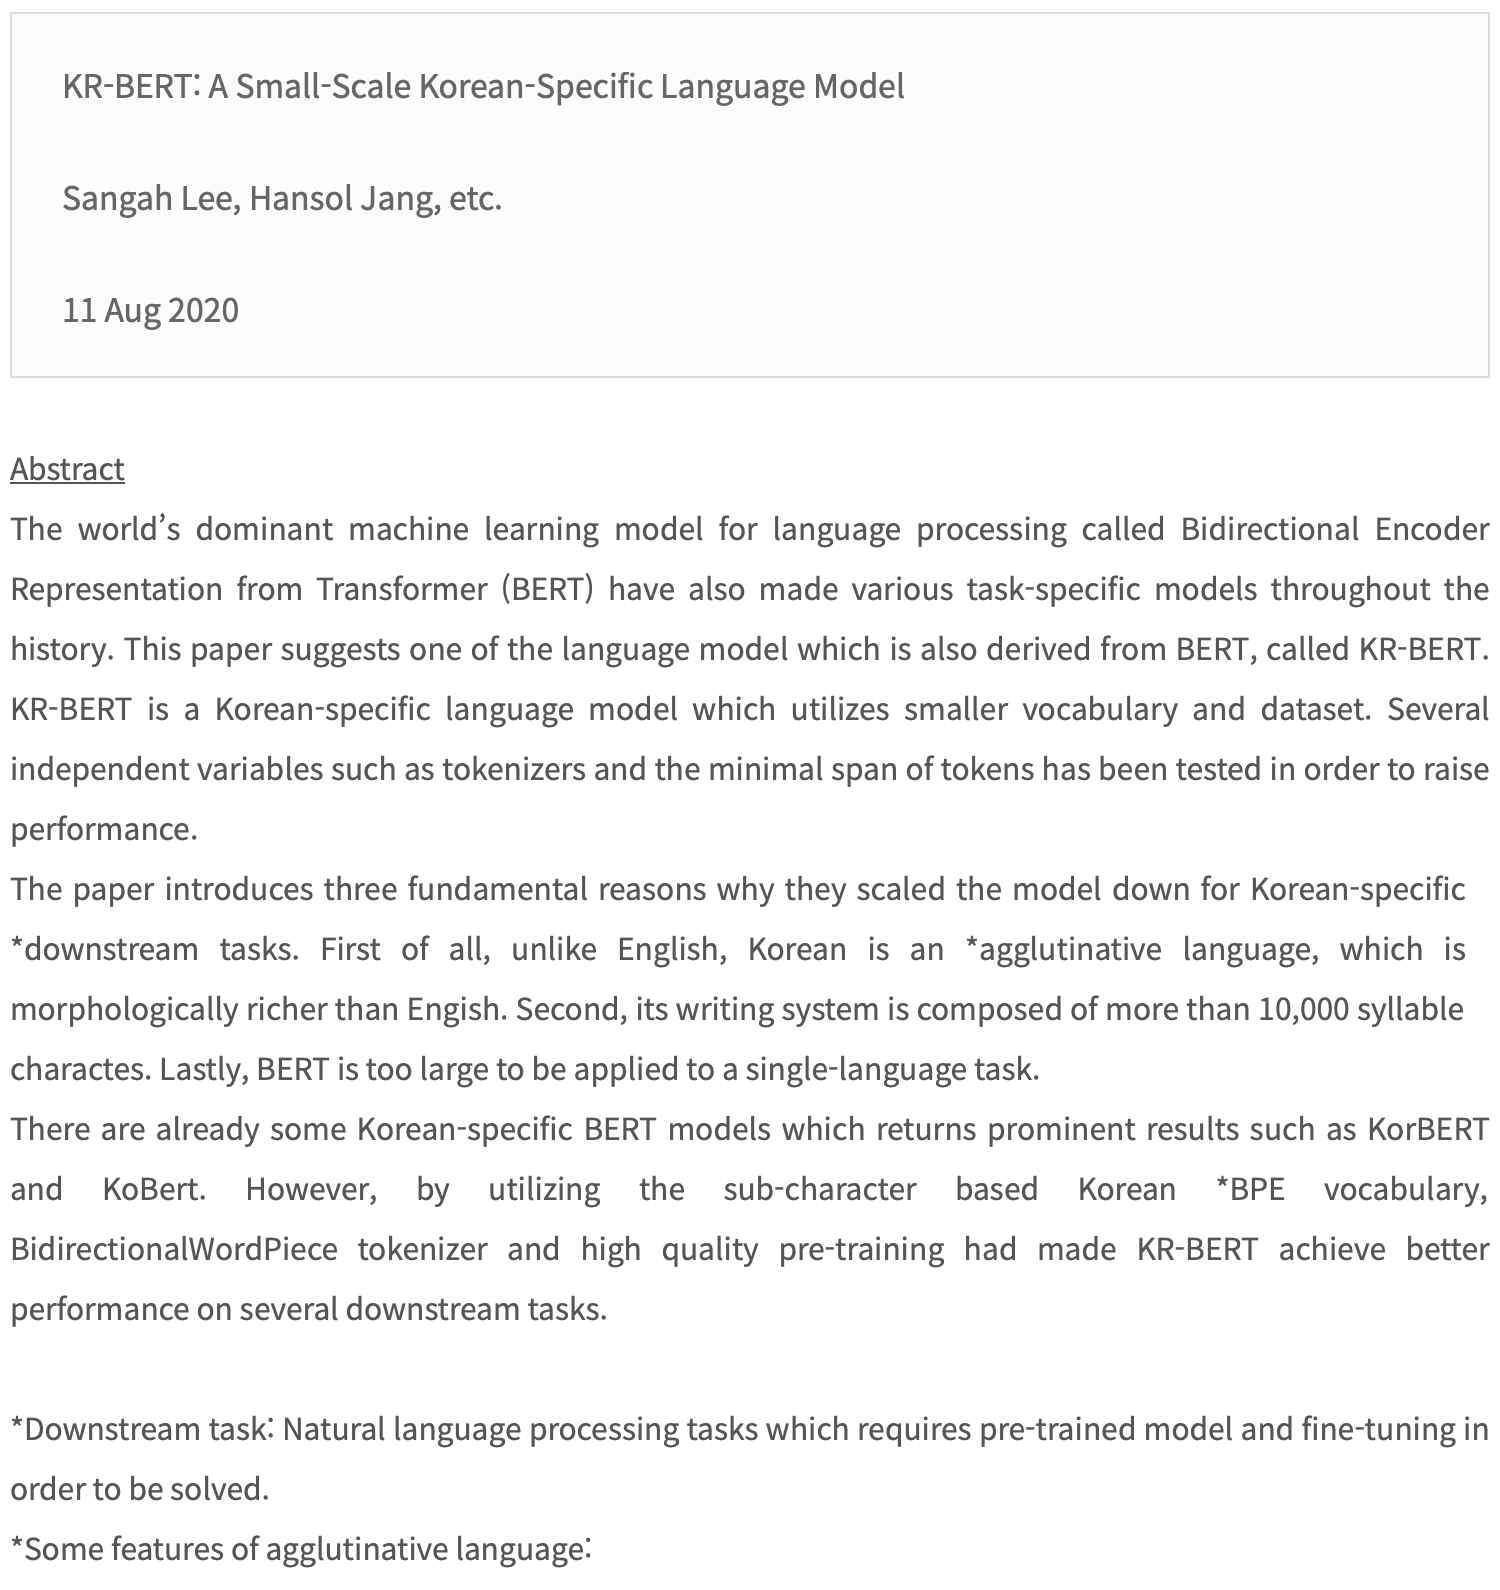 KR-BERT: A Small-Scale Korean-Specific Language Model
Sangah Lee, Hansol Jang, etc.
11 Aug 2020
Abstract
The world’s dominant machine learning model for language processing called Bidirectional Encoder
Representation from Transformer (BERT) have also made various task-specific models throughout the
history. This paper suggests one of the language model which is also derived from BERT, called KR-BERT.
KR-BERT is a Korean-specific language model which utilizes smaller vocabulary and dataset. Several
independent variables such as tokenizers and the minimal span of tokens has been tested in order to raise
performance.
The paper introduces three fundamental reasons why they scaled the model down for Korean-specific
*downstream tasks. First of all, unlike English, Korean is an *agglutinative language, which is
morphologically richer than Engish. Second, its writing system is composed of more than 10,000 syllable
charactes. Lastly, BERT is too large to be applied to a single-language task.
There are already some Korean-specific BERT models which returns prominent results such as KorBERT
and KoBert. However, by utilizing the sub-character based Korean *BPE vocabulary,
BidirectionalWordPiece tokenizer and high quality pre-training had made KR-BERT achieve better
performance on several downstream tasks.
*Downstream task: Natural language processing tasks which requires pre-trained model and fine-tuning in
order to be solved.
*Some features of agglutinative language: